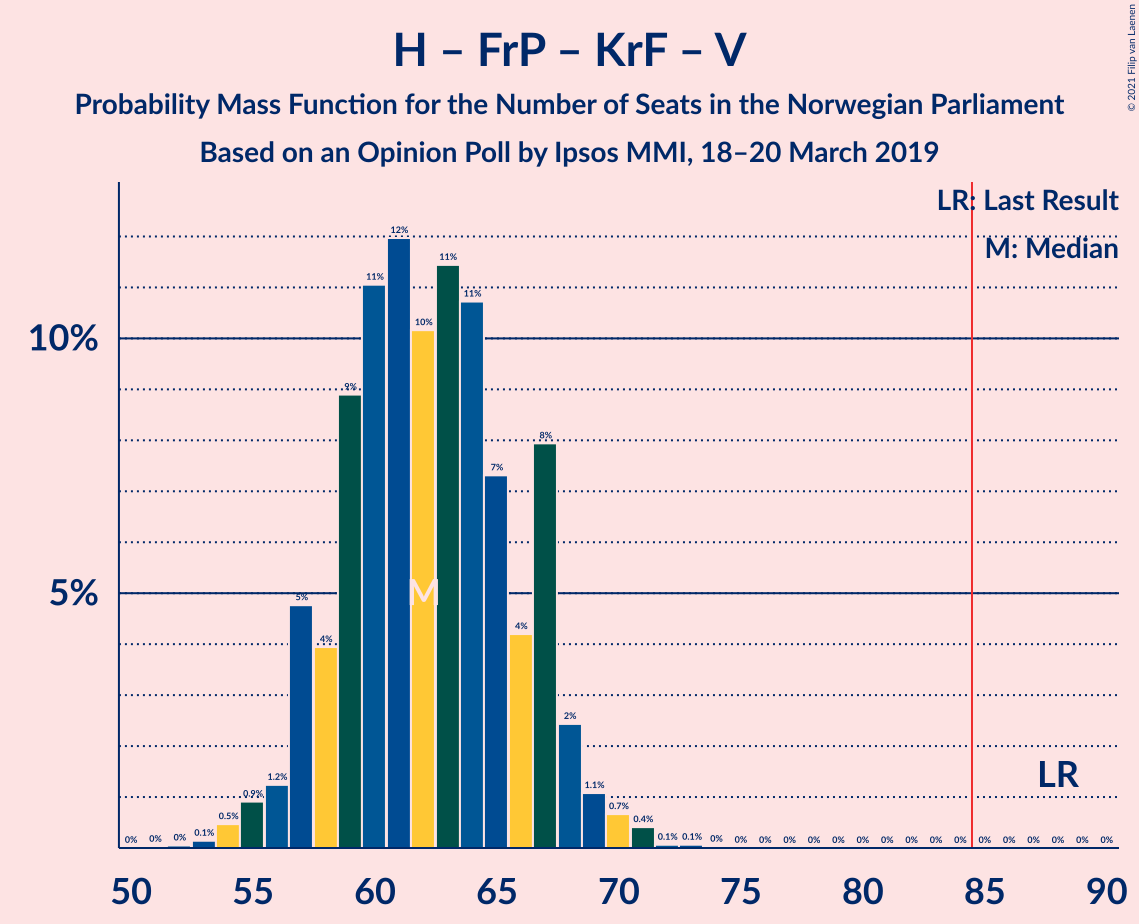 H – FrP – KrF – V
Probability Mass Function for the Number of Seats in the Norwegian Parliament
Based on an Opinion Poll by Ipsos MMI, 18–20 March 2019
© 2021 Filip van Laenen
LR: Last Result
M: Median
10%
5%
0% 0% 0% 0.1% 0.5% 0.9% 1.2% 5% 4% 9% 11% 12% 10% 11% 11% 7% 4% 8% 2% 1.1% 0.7% 0.4% 0.1% 0.1% 0% 0% 0% 0% 0% 0% 0% 0% 0% 0% 0% 0% 0% 0% 0% 0% 0%
M
LR
50 55 60 65 70 75 80 85 90